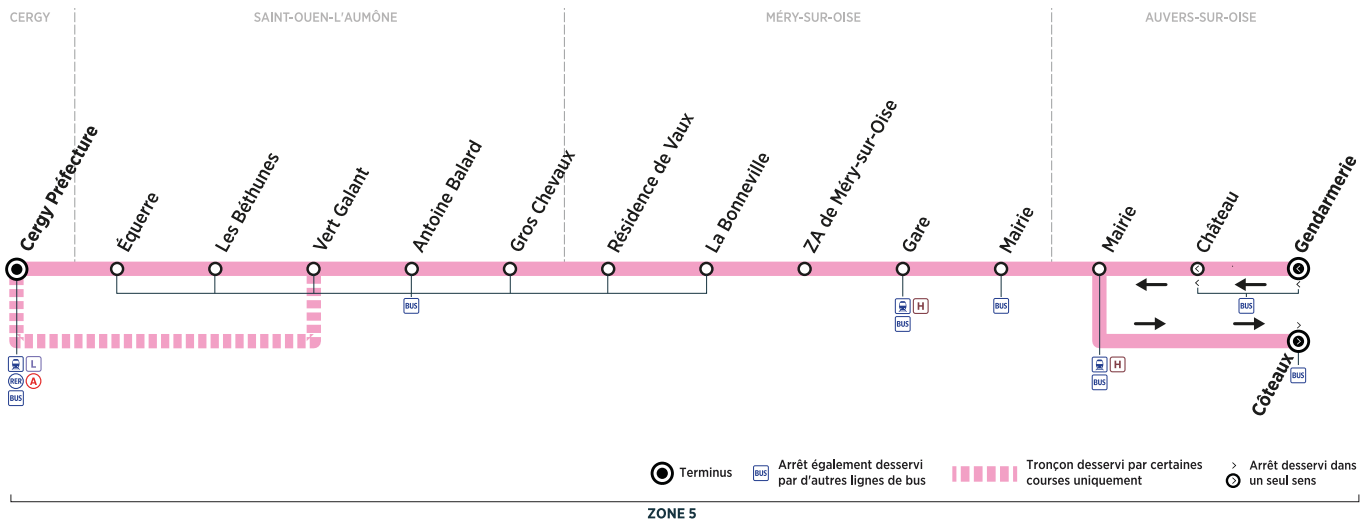 CERGY
SAINT-OUEN-L'AUMÔNE
MÉRY-SUR-OISE
AUVERS-SUR-OISE
Cergy Préfecture
Équerre
Les Béthunes
Vert Galant
Antoine Balard
Gros Chevaux
Résidence de Vaux
La Bonneville
ZA de Méry-sur-Oise
Gare
Mairie
Mairie
Château
Gendarmerie
BUS
H
BUS
BUS
BUS
L
RER A
BUS
H
BUS
Côteaux
BUS
Terminus
BUS
Arrêt également desservi
par d'autres lignes de bus
Tronçon desservi par certaines
courses uniquement
Arrêt desservi dans
un seul sens
ZONE 5